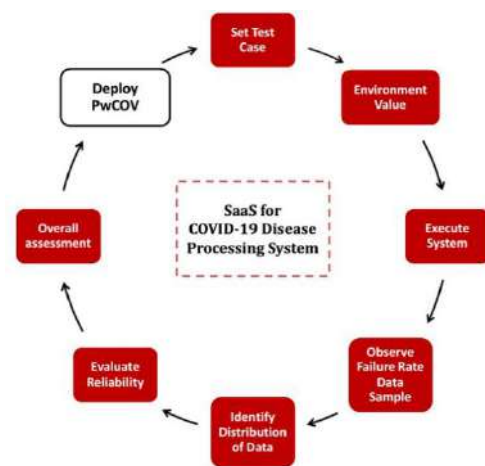 Set Test
Case
Environment
Value
Execute
System
Observe
Failure Rate
Data
Sample
Identify
Distribution
of Data
Evaluate
Reliability
Overall
assessment
Deploy
PwCOV
SaaS for
COVID-19 Disease
Processing System